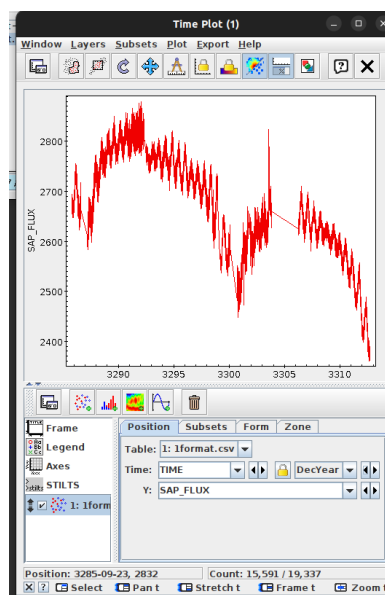 Time Plot (1)
Window Layers Subsets Plot Export Help
2800
2700
2600
2500
2400
SAP_FLUX
3290 3295 3300 3305 3310
Frame
Legend
Axes
STILTS
1: 1form
Position Subsets Form Zone
Table: 1: 1format.csv
Time: TIME DecYear
Y: SAP_FLUX
Position: 3285-09-23, 2832 Count: 15,591 / 19,337
Select Pan t Stretch t Frame t Zoom t